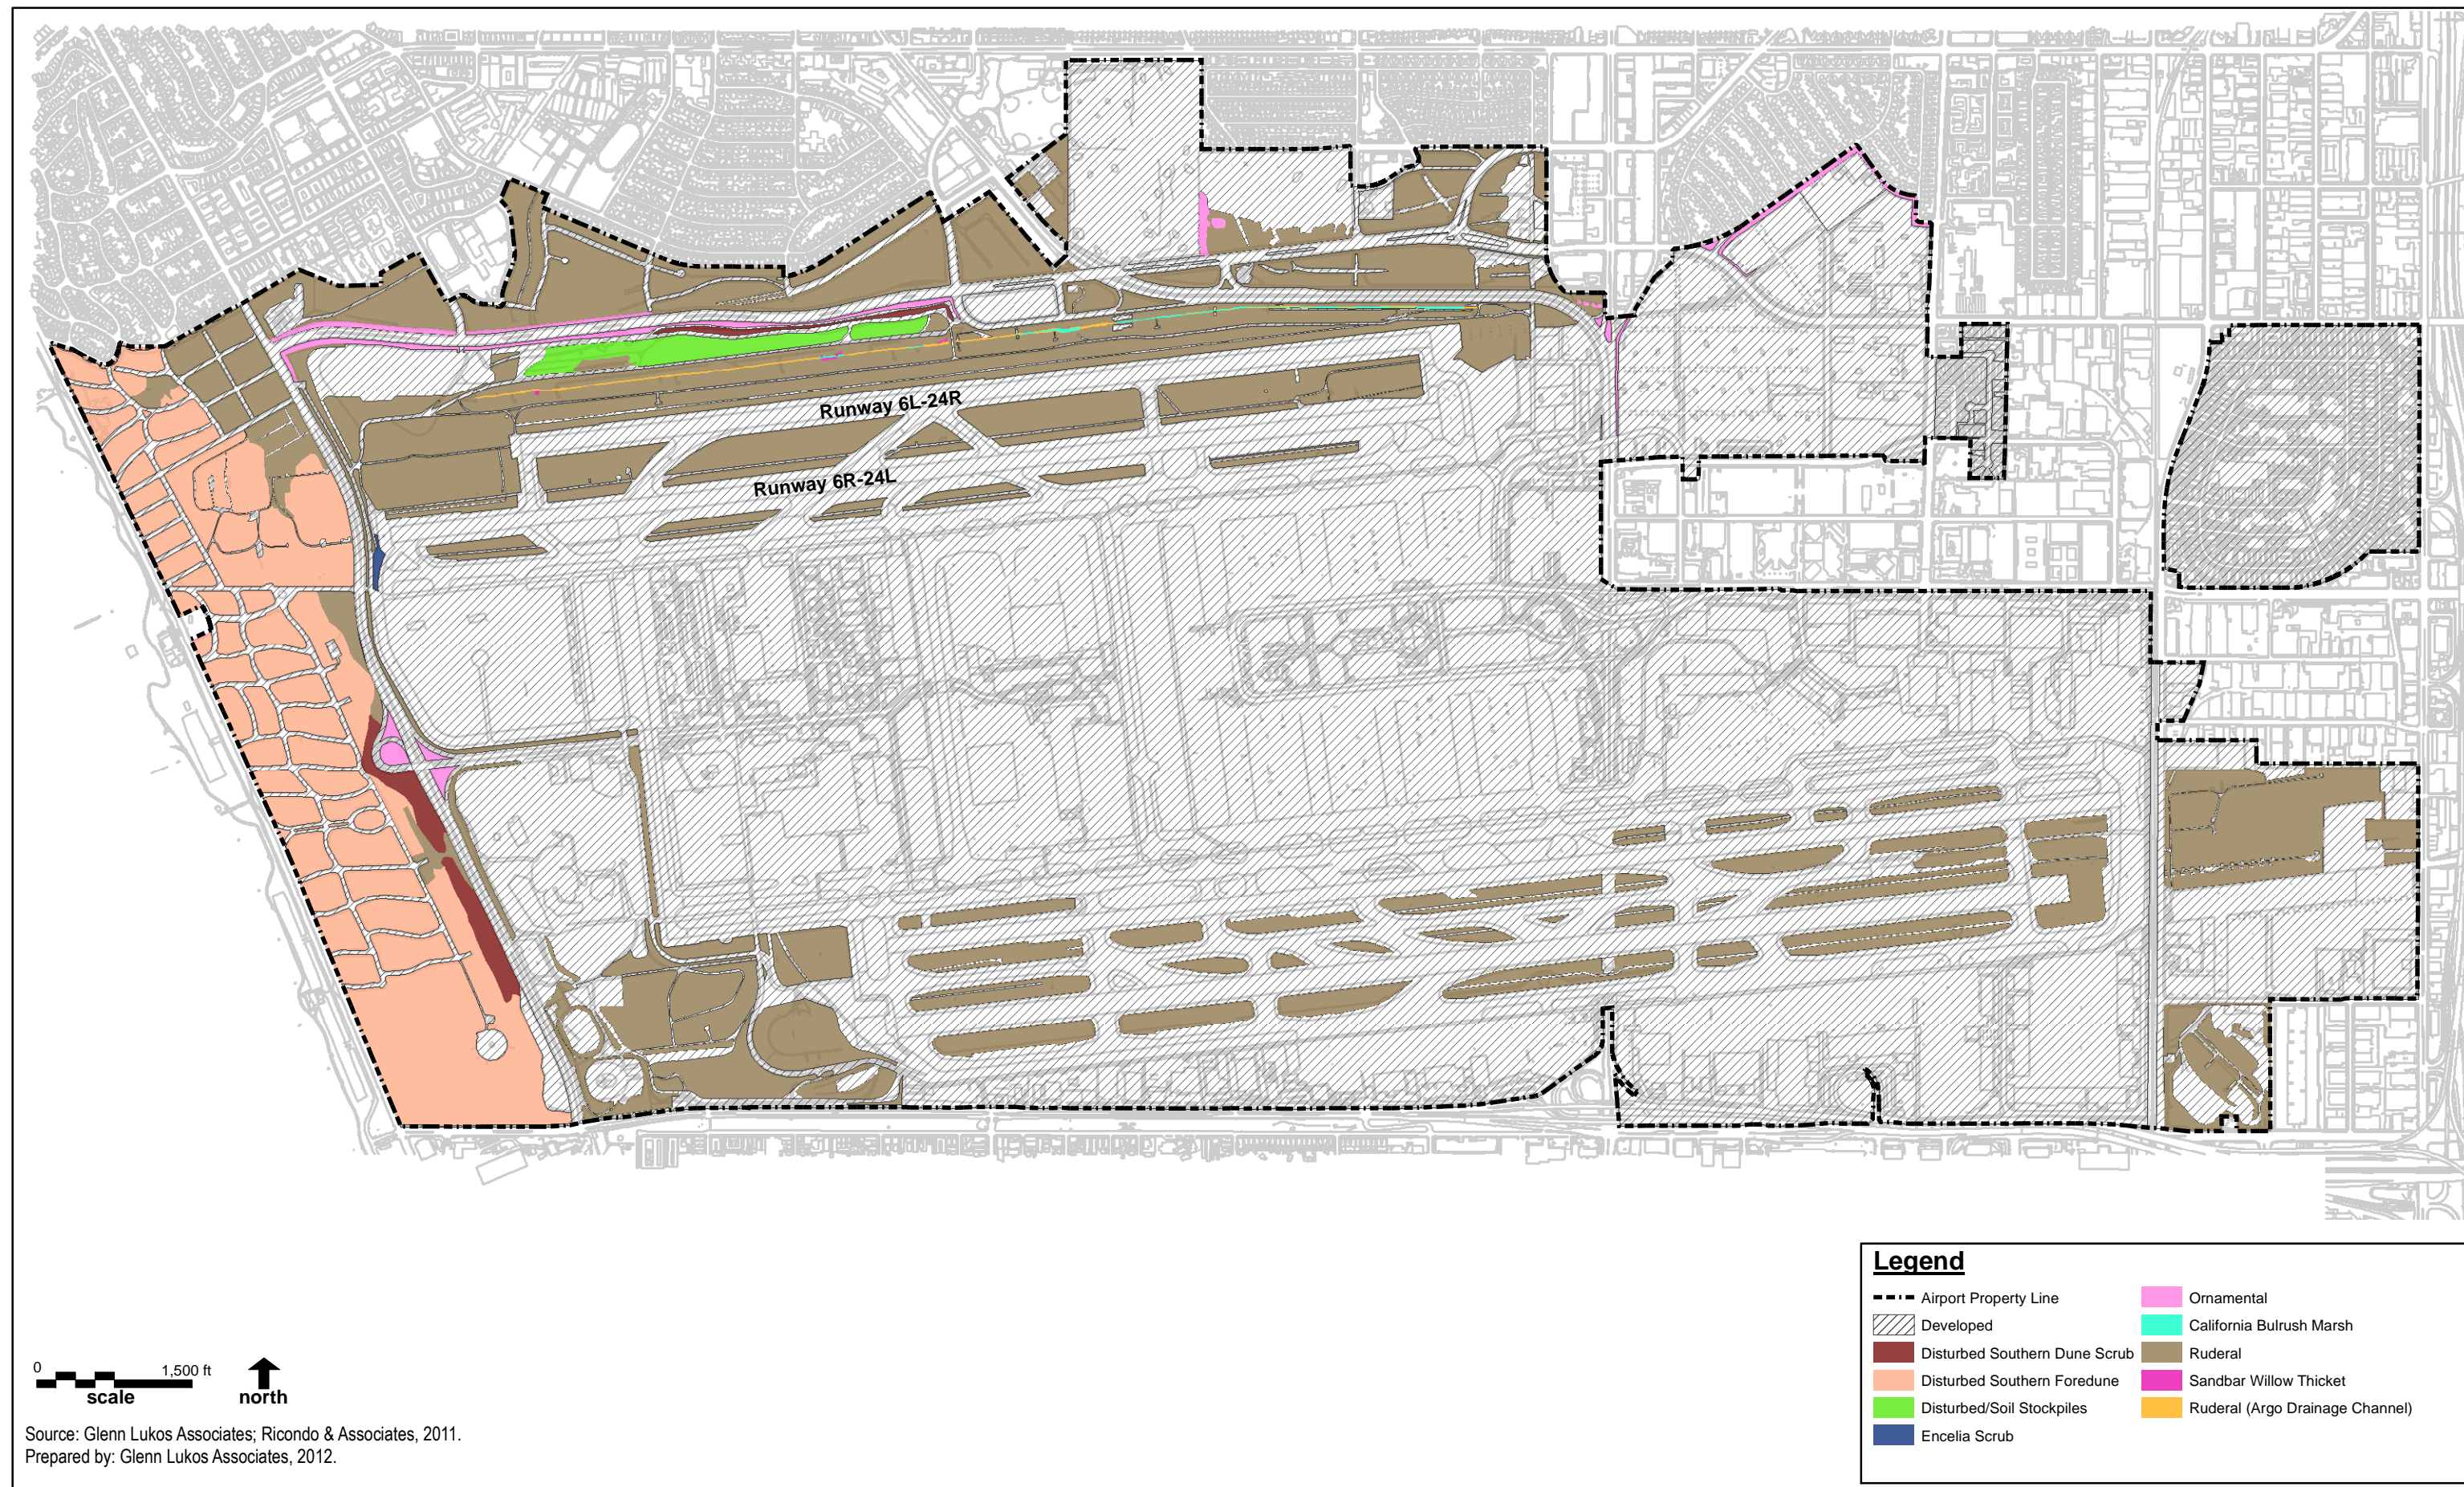 Runway 6L-24R
Runway 6R-24L
Legend
Airport Property Line
Developed
Disturbed Southern Dune Scrub
Disturbed Southern Foredune
Disturbed/Soil Stockpiles
Encelia Scrub
Ornamental
California Bulrush Marsh
Ruderal
Sandbar Willow Thicket
Ruderal (Argo Drainage Channel)
0 1,500 ft
scale
north
Source: Glenn Lukos Associates; Ricondo & Associates, 2011.
Prepared by: Glenn Lukos Associates, 2012.